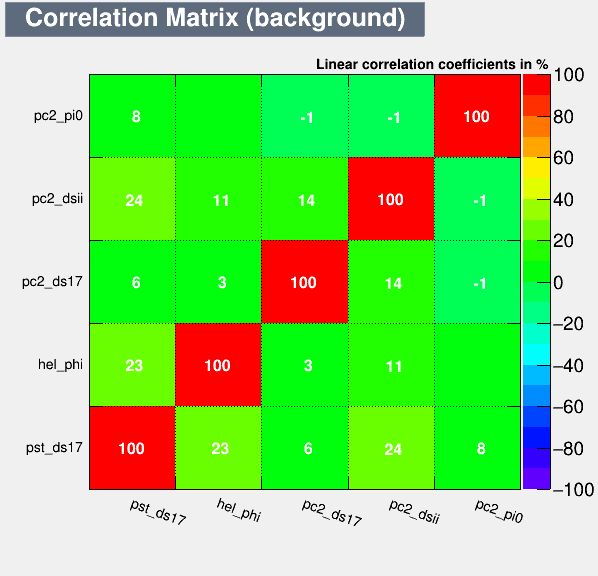 Correlation Matrix (background)
Linear correlation coefficients in %
pc2_pi0 8 -1 -1 100
pc2_dsii 24 11 14 100 -1
pc2_ds17 6 3 100 14 -1
hel_phi 23 100 3 11
pst_ds17 100 23 6 24 8
pst_ds17 hel_phi pc2_ds17 pc2_dsii pc2_pi0
100
80
60
40
20
0
−20
−40
−60
−80
−100